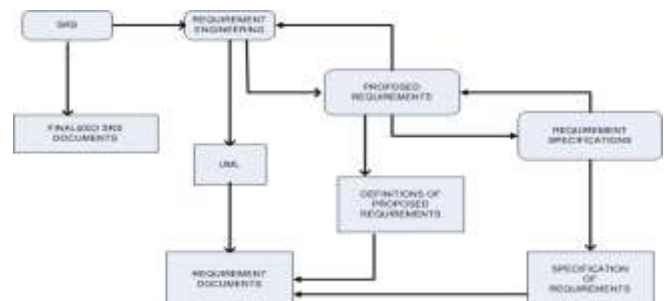 SRS
REQUIREMENT
ENGINEERING
PROPOSED
REQUIREMENTS
FINALIZED SRS
DOCUMENTS
REQUIREMENT
SPECIFICATIONS
UML
DEFINITIONS OF
PROPOSED
REQUIREMENTS
REQUIREMENT
DOCUMENTS
SPECIFICATION
OF
REQUIREMENTS